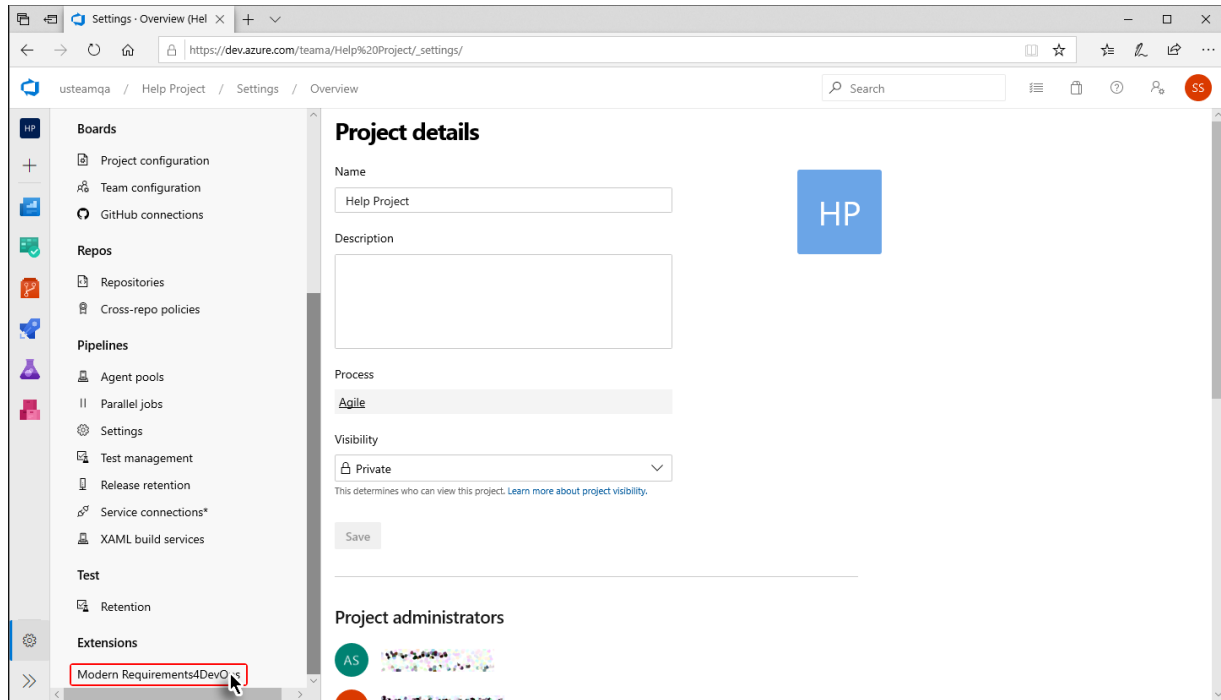 Settings · Overview (Hel
https://dev.azure.com/teama/Help%20Project/_settings/
usteamqa / Help Project / Settings / Overview
Search
SS
HP
Boards
Project configuration
Team configuration
GitHub connections
Repos
Repositories
Cross-repo policies
Pipelines
Agent pools
Parallel jobs
Settings
Test management
Release retention
Service connections*
XAML build services
Test
Retention
Extensions
Modern Requirements4DevOps
Project details
Name
Help Project
HP
Description
Process
Agile
Visibility
Private
This determines who can view this project. Learn more about project visibility.
Save
Project administrators
AS